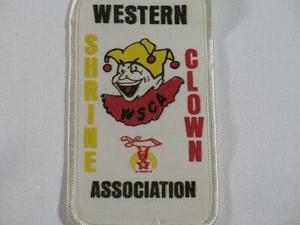 WESTERN
SHRINE
CLOWN
WSCA
ASSOCIATION